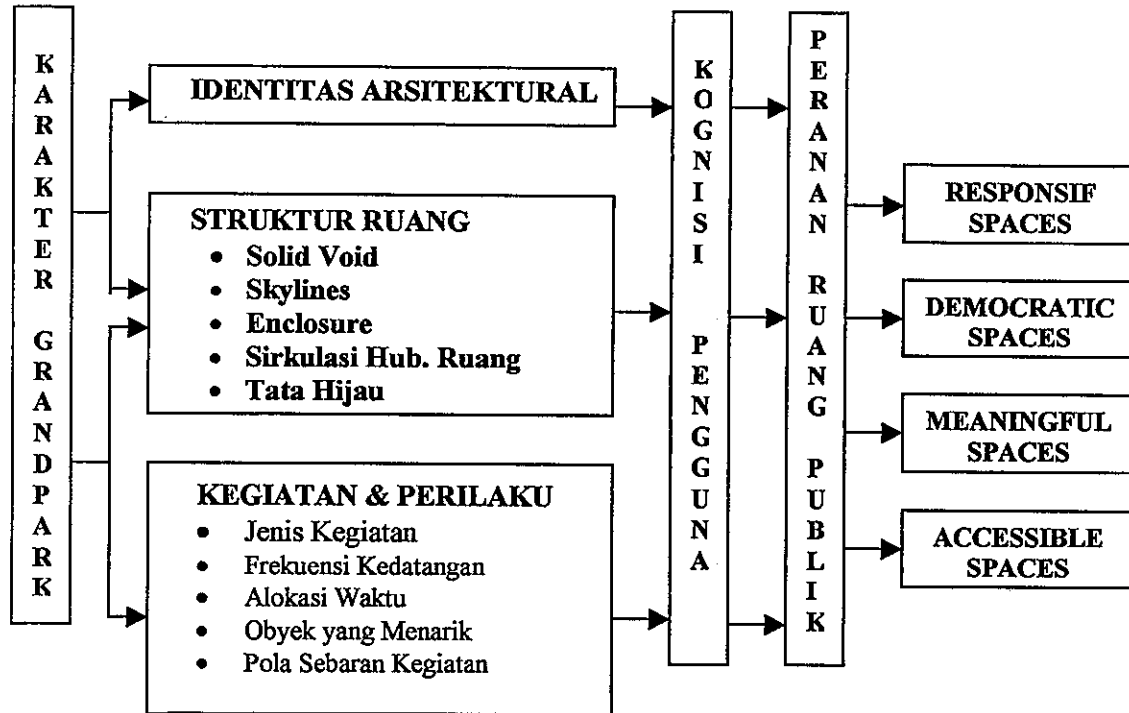 KARAKTER GRANDPARK
IDENTITAS ARSITEKTURAL
STRUKTUR RUANG
• Solid Void
• Skylines
• Enclosure
• Sirkulasi Hub. Ruang
• Tata Hijau
KEGIATAN & PERILAKU
• Jenis Kegiatan
• Frekuensi Kedatangan
• Alokasi Waktu
• Obyek yang Menarik
• Pola Sebaran Kegiatan
KOGNISI PENGGUNA
PERANAN RUANG PUBLIK
RESPONSIF
SPACES
DEMOCRATIC
SPACES
MEANINGFUL
SPACES
ACCESSIBLE
SPACES